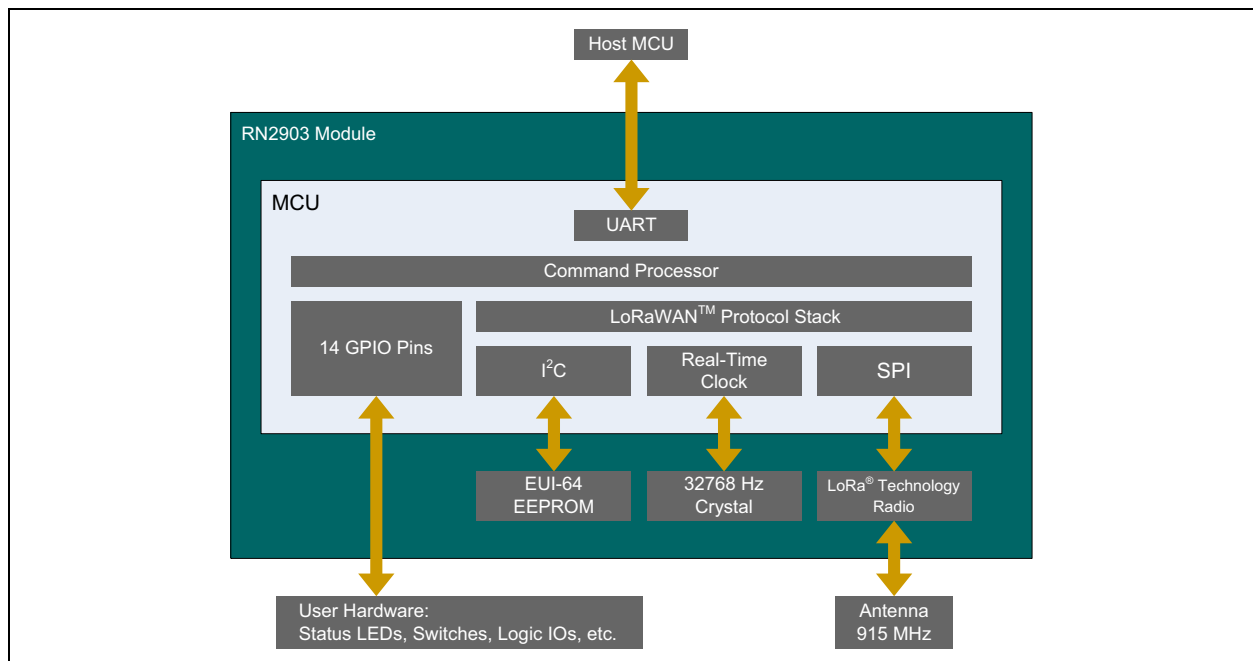 Host MCU
RN2903 Module
MCU
UART
Command Processor
14 GPIO Pins
LoRaWAN™ Protocol Stack
I²C
Real-Time
Clock
SPI
EUI-64
EEPROM
32768 Hz
Crystal
LoRa® Technology
Radio
User Hardware:
Status LEDs, Switches, Logic IOs, etc.
Antenna
915 MHz